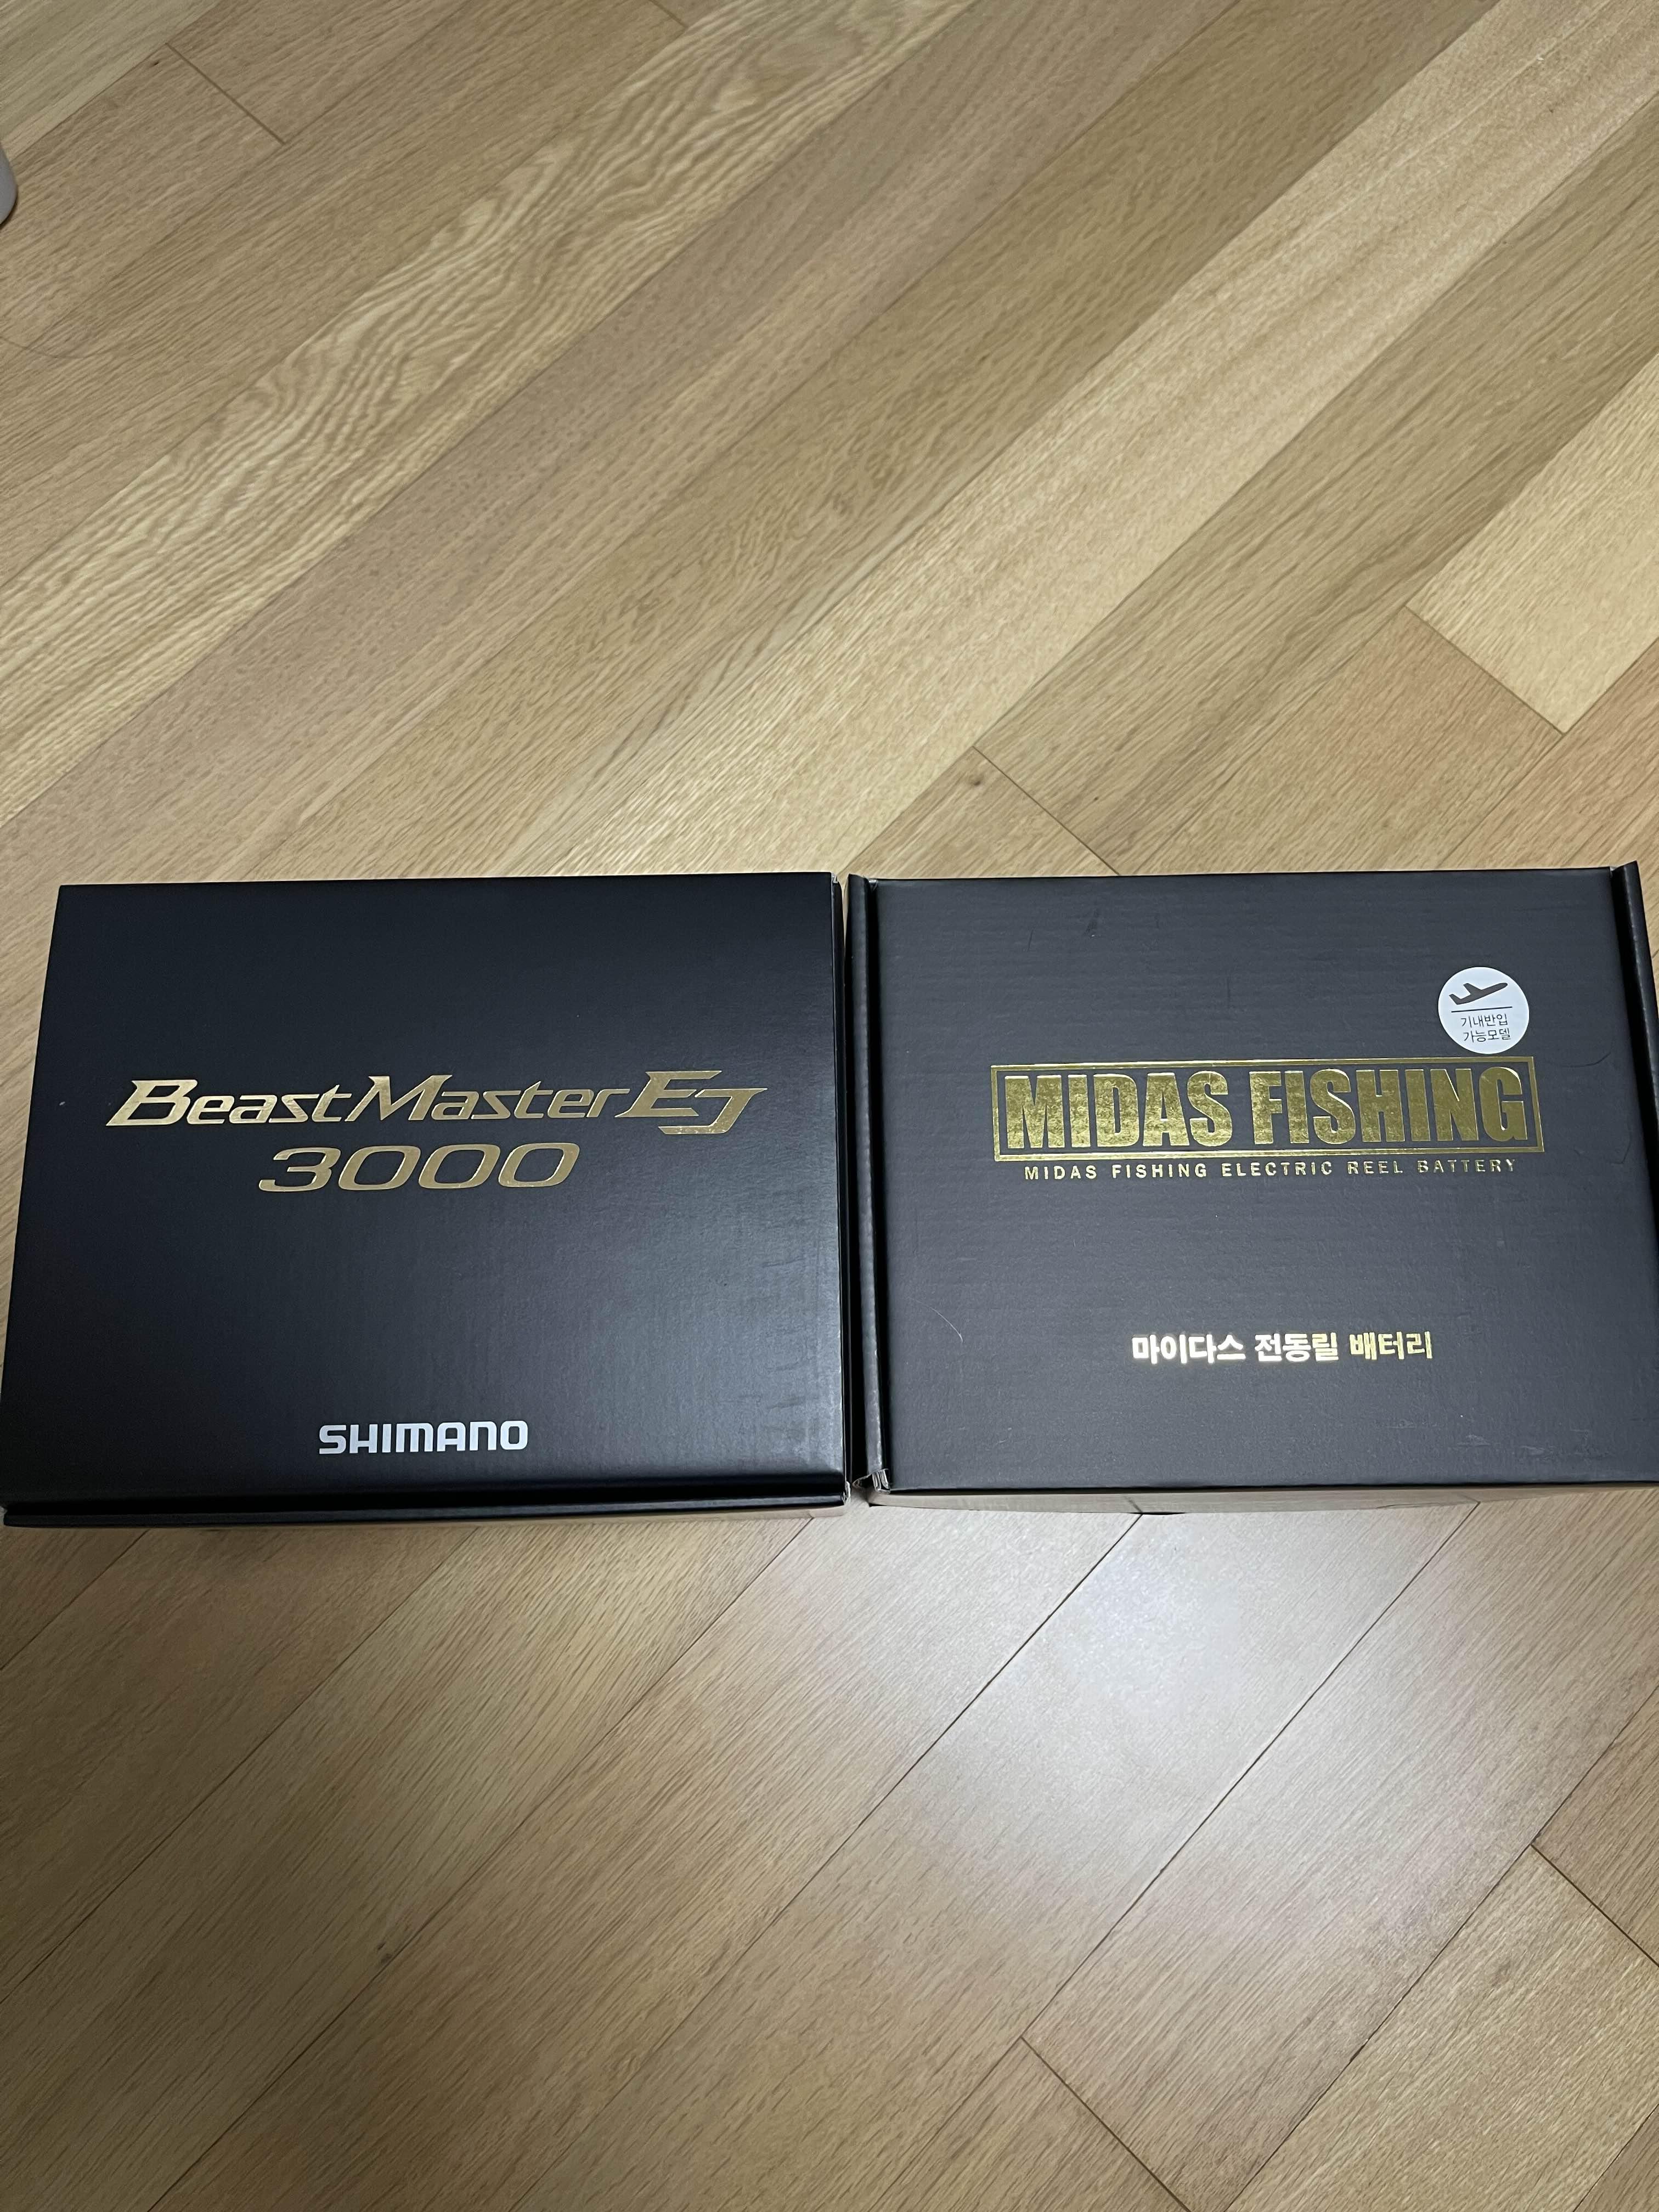 BeastMaster EJ
3000
SHIMANO
기내반입
가능모델
MIDAS FISHING
MIDAS FISHING ELECTRIC REEL BATTERY
마이다스 전동릴 배터리